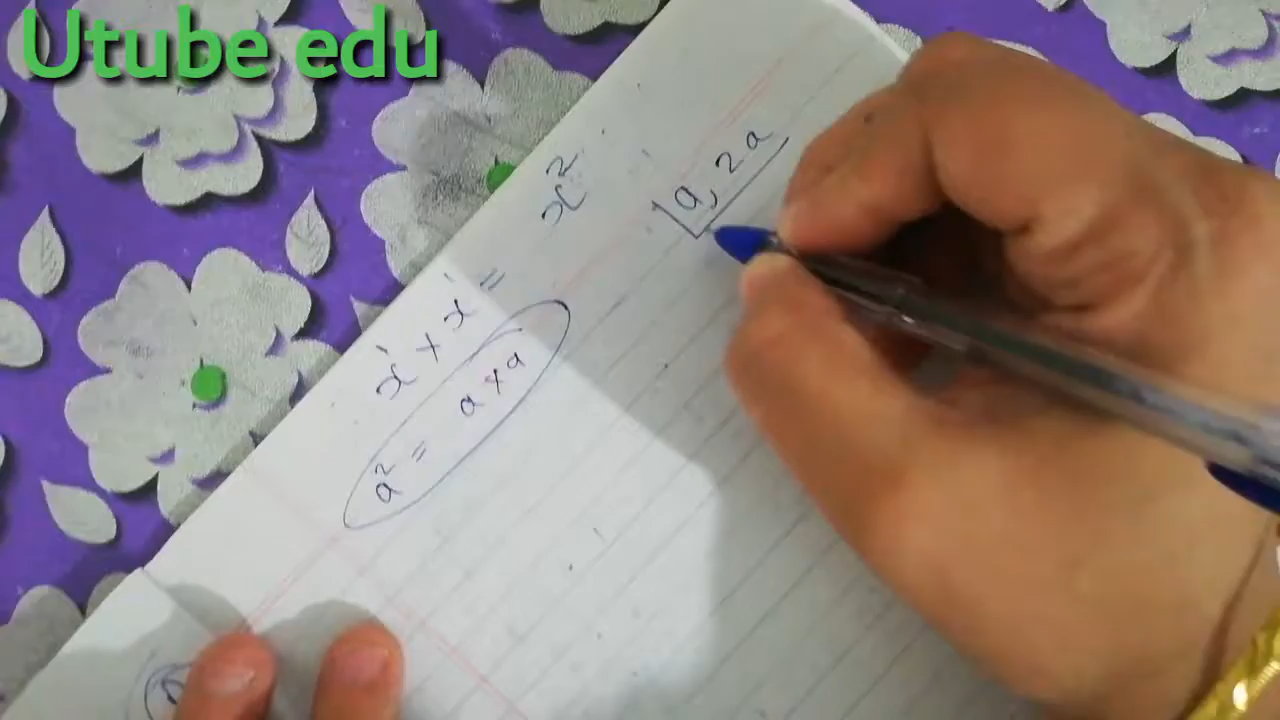 Utube edu
x¹ × x¹ = x²
a² = a × a
a, 2a